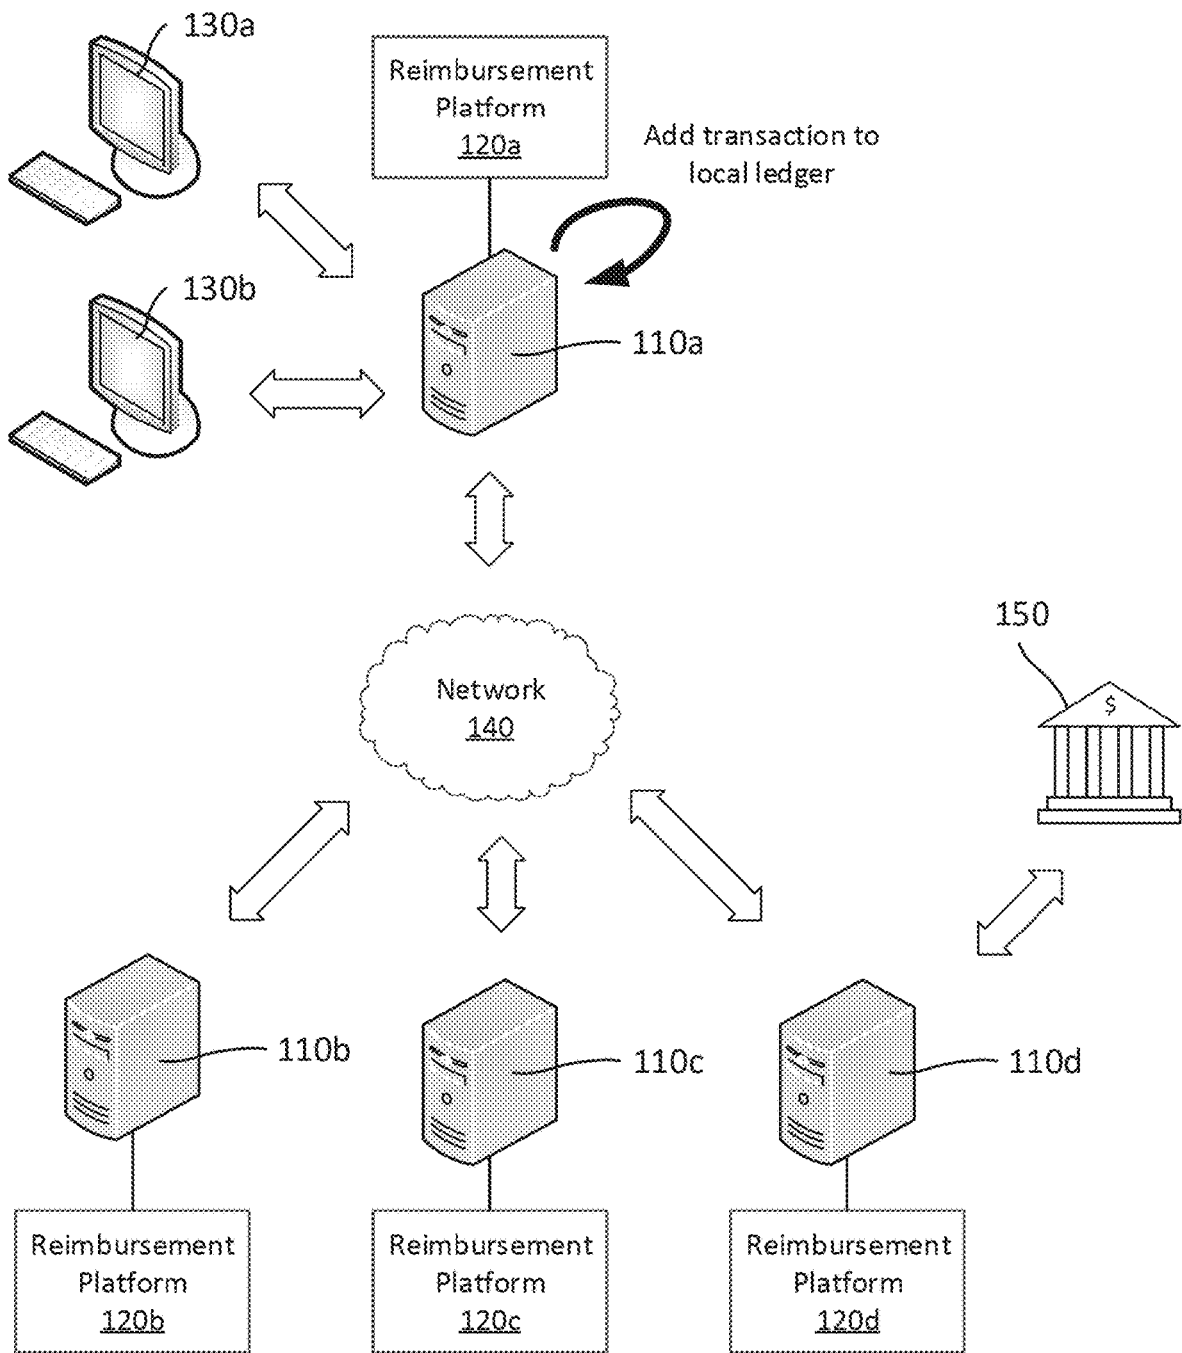 130a
Reimbursement
Platform
120a
Add transaction to
local ledger
130b
110a
150
$
Network
140
110b
110c
110d
Reimbursement
Platform
120b
Reimbursement
Platform
120c
Reimbursement
Platform
120d